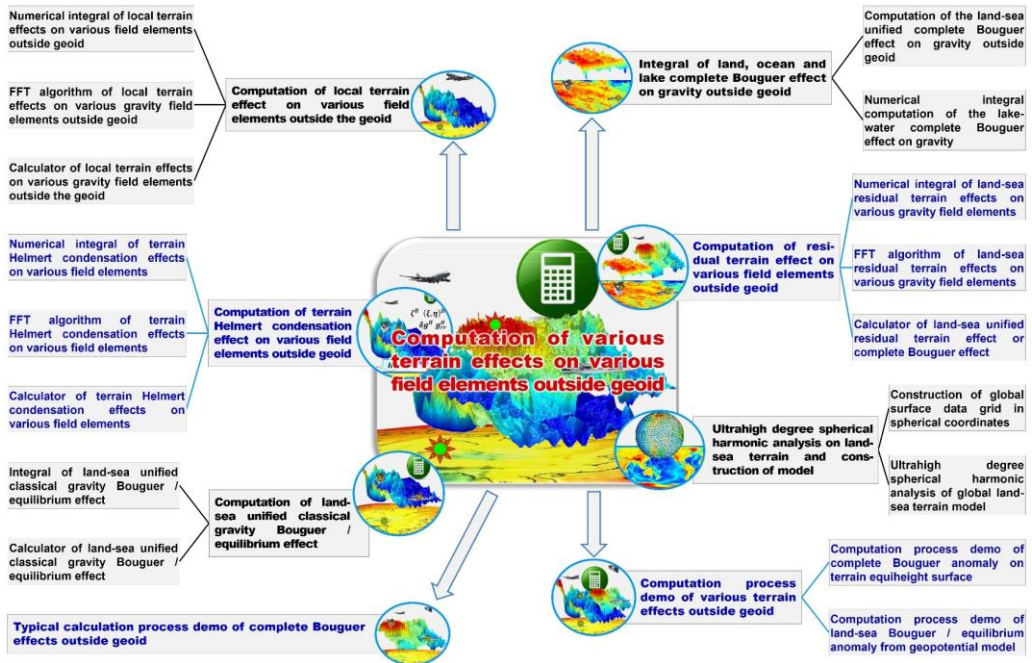 Numerical integral of local terrain
effects on various field elements
outside geoid
FFT algorithm of local terrain
effects on various gravity field
elements outside geoid
Calculator of local terrain effects
on various gravity field elements
outside the geoid
Computation of local terrain
effect on various field
elements outside the geoid
Integral of land, ocean and
lake complete Bouguer effect
on gravity outside geoid
Computation of the land-sea
unified complete Bouguer
effect on gravity outside
geoid
Numerical integral
computation of the lake-
water complete Bouguer
effect on gravity
Numerical integral of terrain
Helmert condensation effects
on various field elements
FFT algorithm of terrain
Helmert condensation effects
on various field elements
Calculator of terrain Helmert
condensation effects on
various field elements
Computation of terrain
Helmert condensation
effect on various field
elements outside geoid
Computation of various
terrain effects on various
field elements outside geoid
Computation of resi-
dual terrain effect on
various field elements
outside geoid
Numerical integral of land-sea
residual terrain effects on
various gravity field elements
FFT algorithm of land-sea
residual terrain effects on
various gravity field elements
Calculator of land-sea unified
residual terrain effect or
complete Bouguer effect
Integral of land-sea unified
classical gravity Bouguer /
equilibrium effect
Calculator of land-sea unified
classical gravity Bouguer /
equilibrium effect
Computation of land-
sea unified classical
gravity Bouguer /
equilibrium effect
Ultrahigh degree spherical
harmonic analysis on land-
sea terrain and cons-
truction of model
Construction of global
surface data grid in
spherical coordinates
Ultrahigh degree
spherical harmonic
analysis of global land-
sea terrain model
Typical calculation process demo of complete Bouguer
effects outside geoid
Computation process
demo of various terrain
effects outside geoid
Computation process demo of
complete Bouguer anomaly on
terrain equiheight surface
Computation process demo of
land-sea Bouguer / equilibrium
anomaly from geopotential model